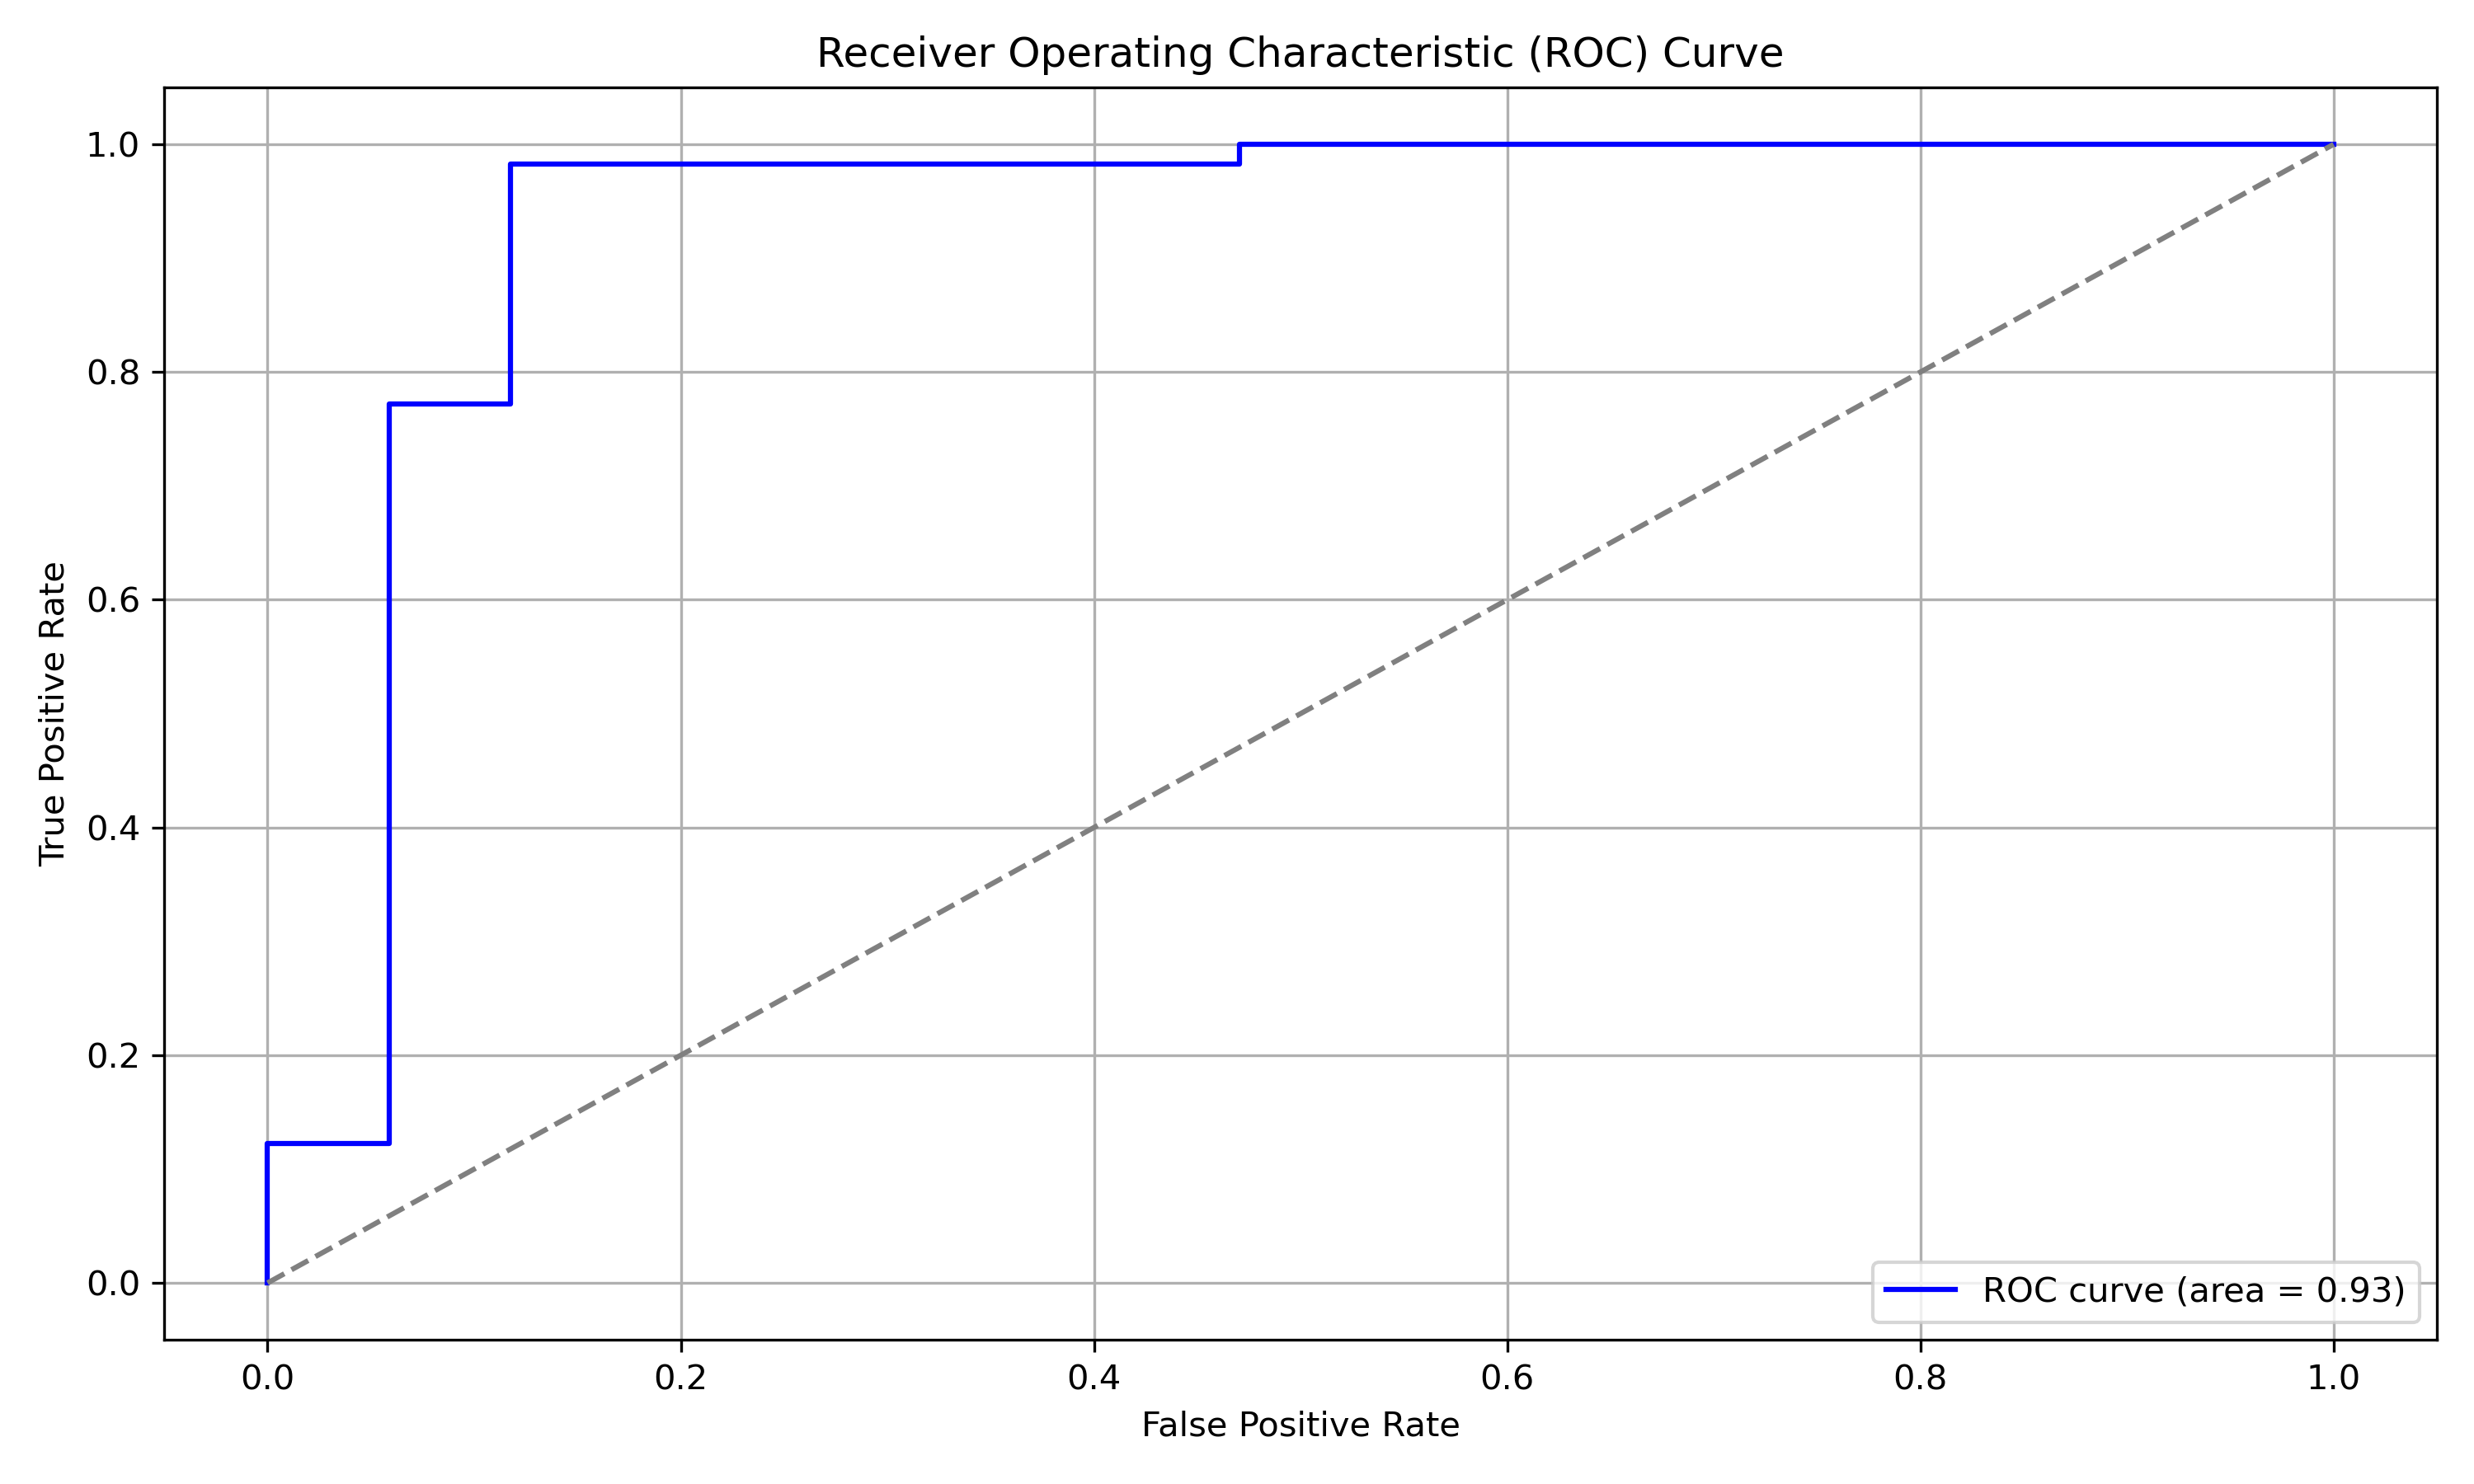 Receiver Operating Characteristic (ROC) Curve
True Positive Rate
1.0
0.8
0.6
0.4
0.2
0.0
ROC curve (area = 0.93)
0.0 0.2 0.4 0.6 0.8 1.0
False Positive Rate